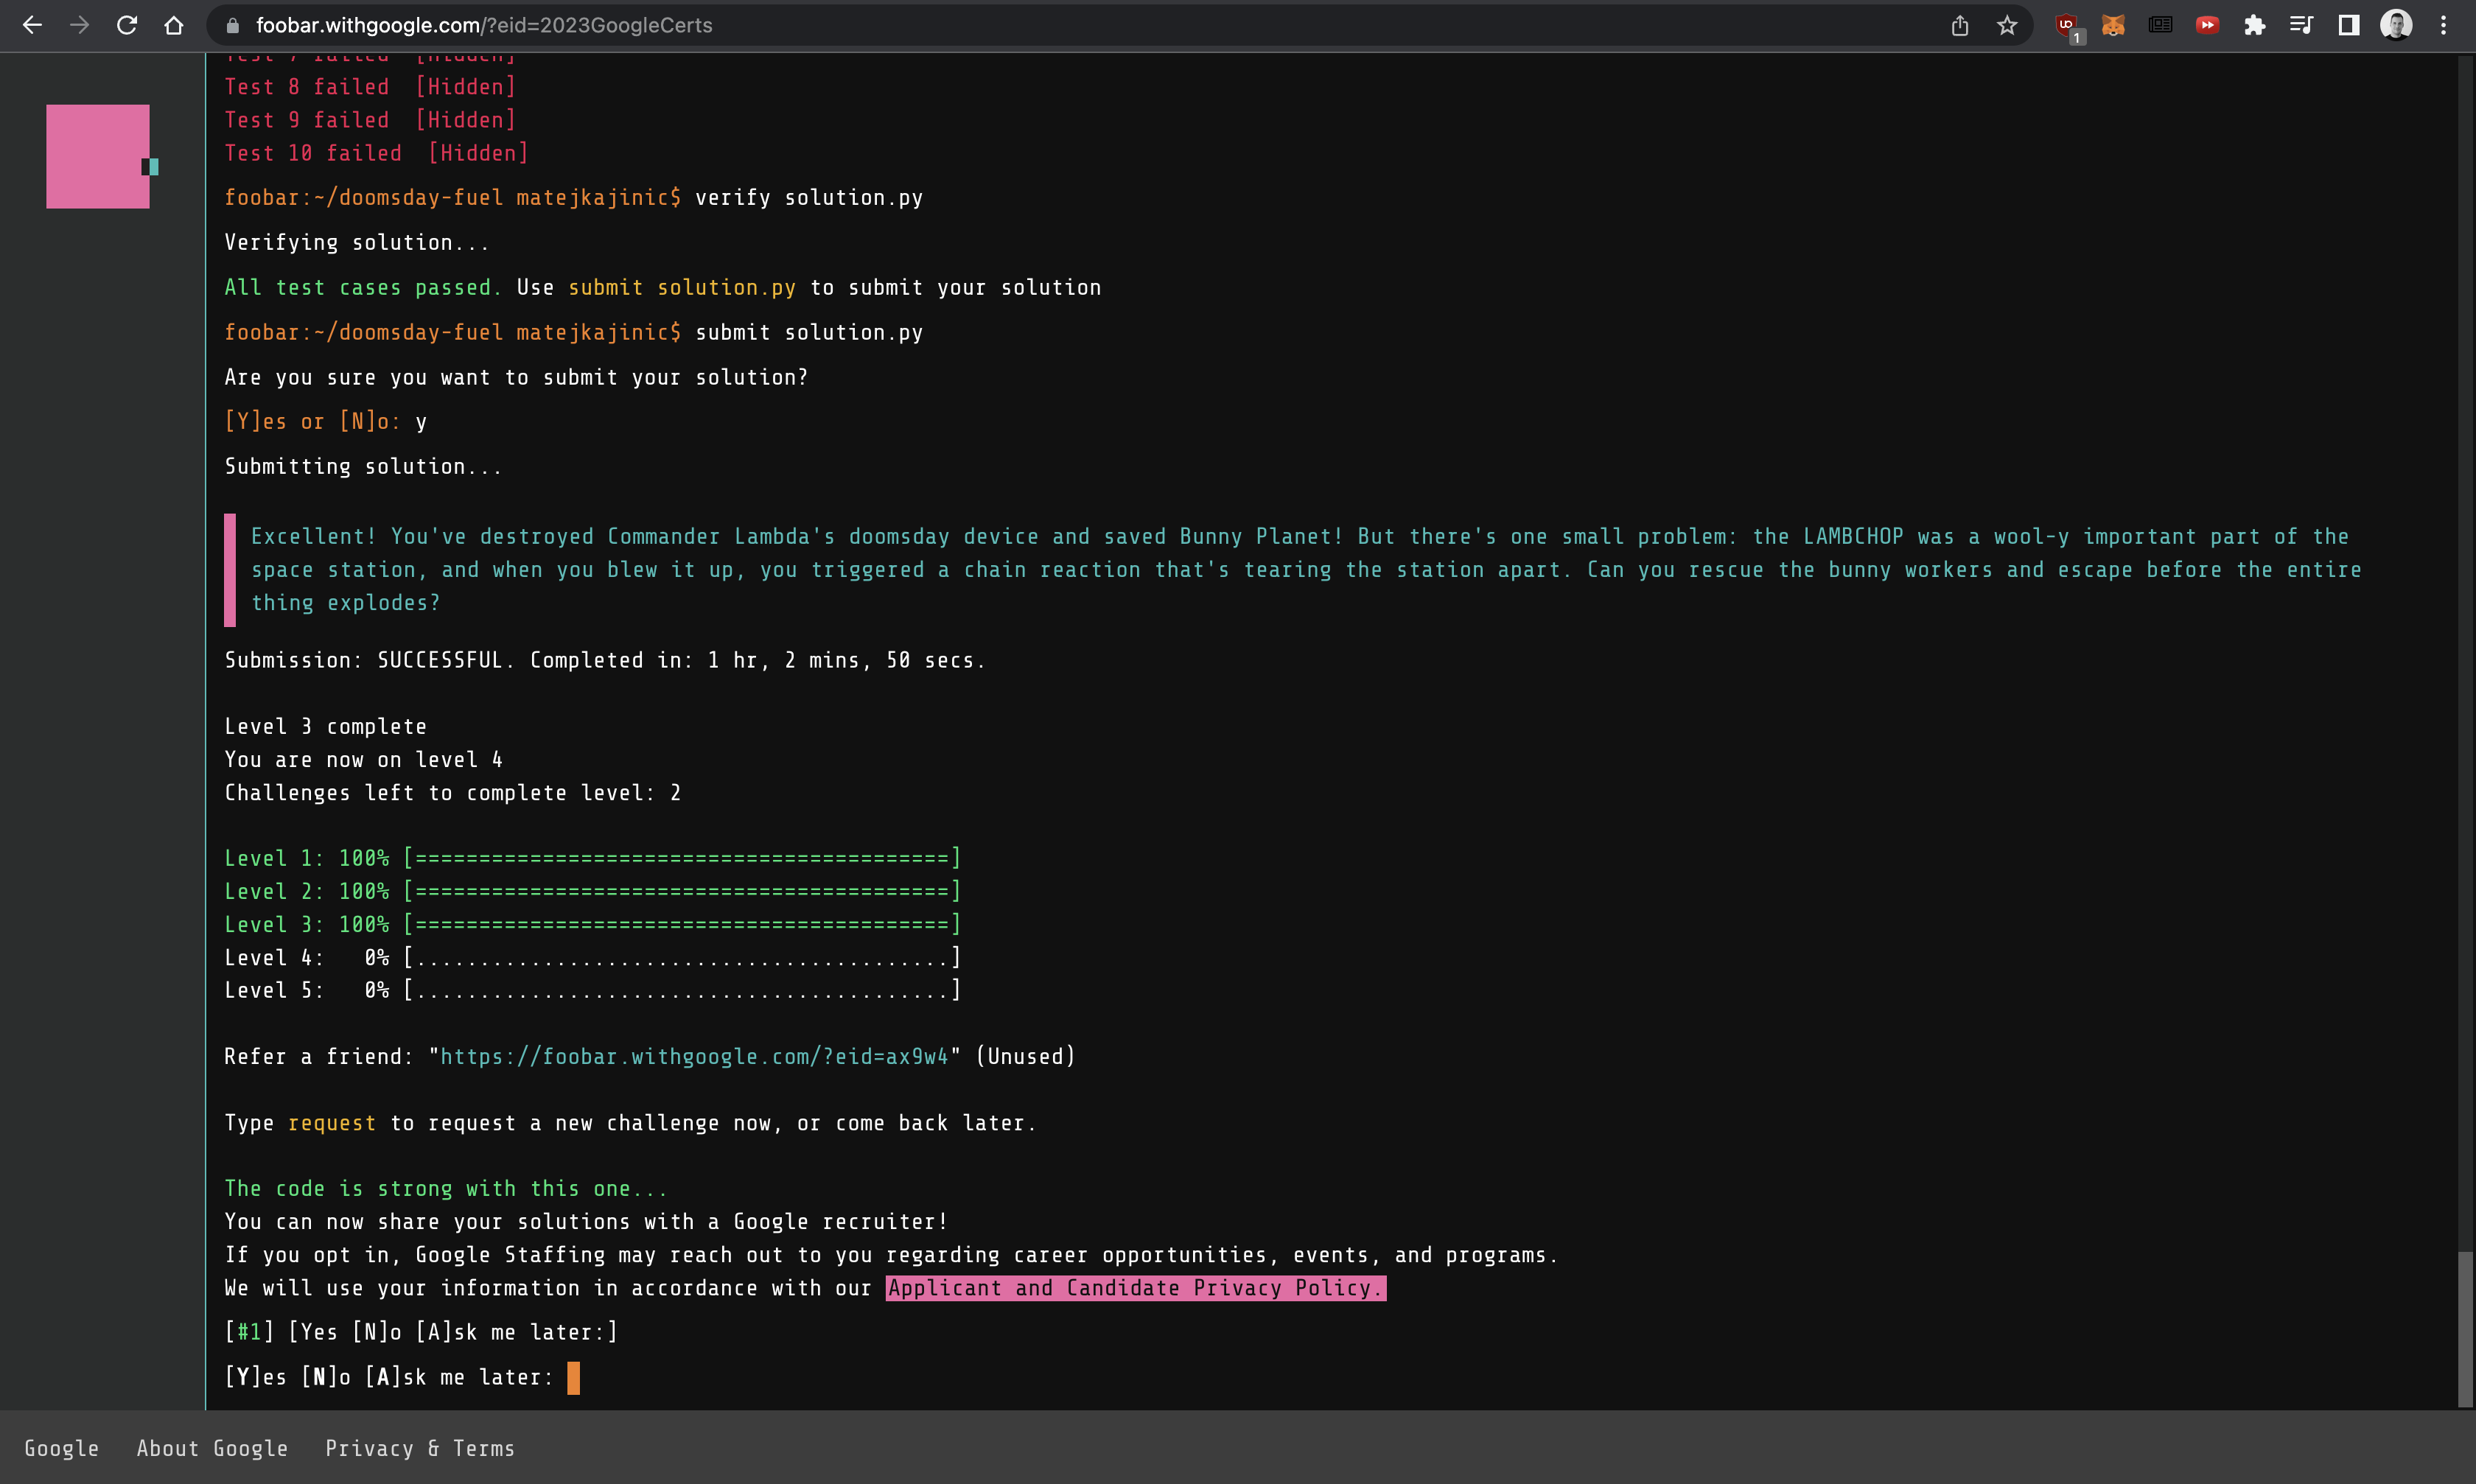 foobar.withgoogle.com/?eid=2023GoogleCerts
1
Test 7 failed  [Hidden]
Test 8 failed  [Hidden]
Test 9 failed  [Hidden]
Test 10 failed  [Hidden]
foobar:~/doomsday-fuel matejkajinic$ verify solution.py
Verifying solution...
All test cases passed. Use submit solution.py to submit your solution
foobar:~/doomsday-fuel matejkajinic$ submit solution.py
Are you sure you want to submit your solution?
[Y]es or [N]o: y
Submitting solution...
Excellent! You've destroyed Commander Lambda's doomsday device and saved Bunny Planet! But there's one small problem: the LAMBCHOP was a wool-y important part of the
space station, and when you blew it up, you triggered a chain reaction that's tearing the station apart. Can you rescue the bunny workers and escape before the entire
thing explodes?
Submission: SUCCESSFUL. Completed in: 1 hr, 2 mins, 50 secs.
Level 3 complete
You are now on level 4
Challenges left to complete level: 2
Level 1: 100% [==========================================]
Level 2: 100% [==========================================]
Level 3: 100% [==========================================]
Level 4:   0% [..........................................]
Level 5:   0% [..........................................]
Refer a friend: "https://foobar.withgoogle.com/?eid=ax9w4" (Unused)
Type request to request a new challenge now, or come back later.
The code is strong with this one...
You can now share your solutions with a Google recruiter!
If you opt in, Google Staffing may reach out to you regarding career opportunities, events, and programs.
We will use your information in accordance with our Applicant and Candidate Privacy Policy.
[#1] [Yes [N]o [A]sk me later:]
[Y]es [N]o [A]sk me later:
Google   About Google   Privacy & Terms